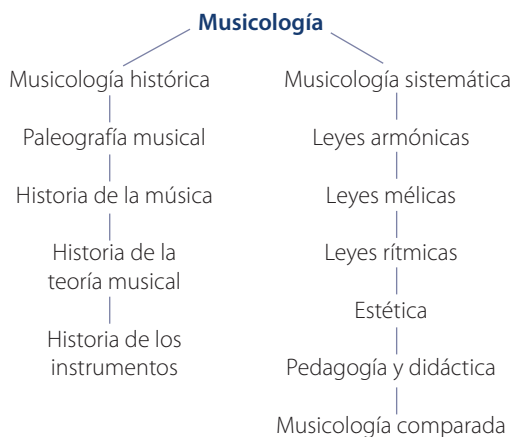 Musicología
Musicología histórica
Paleografía musical
Historia de la música
Historia de la
teoría musical
Historia de los
instrumentos
Musicología sistemática
Leyes armónicas
Leyes mélicas
Leyes rítmicas
Estética
Pedagogía y didáctica
Musicología comparada